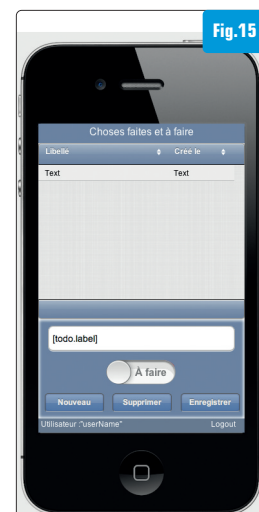 Fig.15
Choses faites et à faire
Libellé Créé le
Text Text
[todo.label]
À faire
Nouveau Supprimer Enregistrer
Utilisateur :"userName" Logout